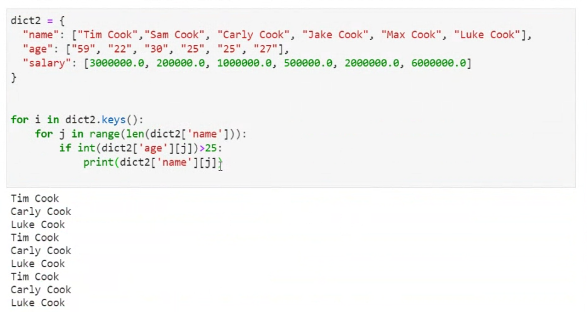 dict2 = {
  "name": ["Tim Cook","Sam Cook", "Carly Cook", "Jake Cook", "Max Cook", "Luke Cook"],
  "age": ["59", "22", "30", "25", "25", "27"],
  "salary": [3000000.0, 200000.0, 1000000.0, 500000.0, 2000000.0, 6000000.0]
}
for i in dict2.keys():
    for j in range(len(dict2['name'])):
        if int(dict2['age'][j])>25:
            print(dict2['name'][j])
Tim Cook
Carly Cook
Luke Cook
Tim Cook
Carly Cook
Luke Cook
Tim Cook
Carly Cook
Luke Cook